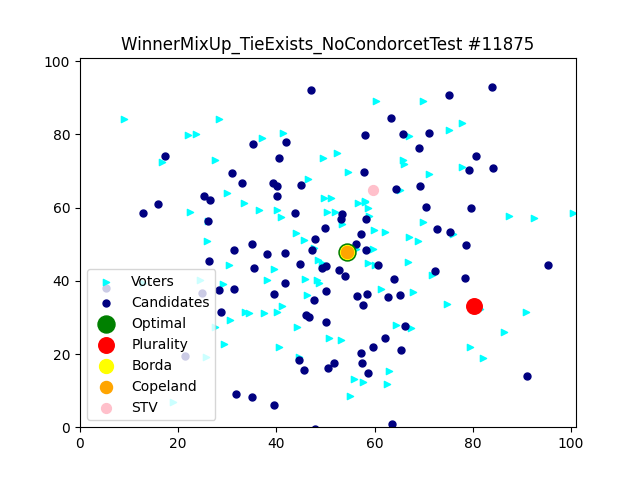 WinnerMixUp_TieExists_NoCondorcetTest #11875
100
80
60
40
20
0
Voters
Candidates
Optimal
Plurality
Borda
Copeland
STV
0 20 40 60 80 100